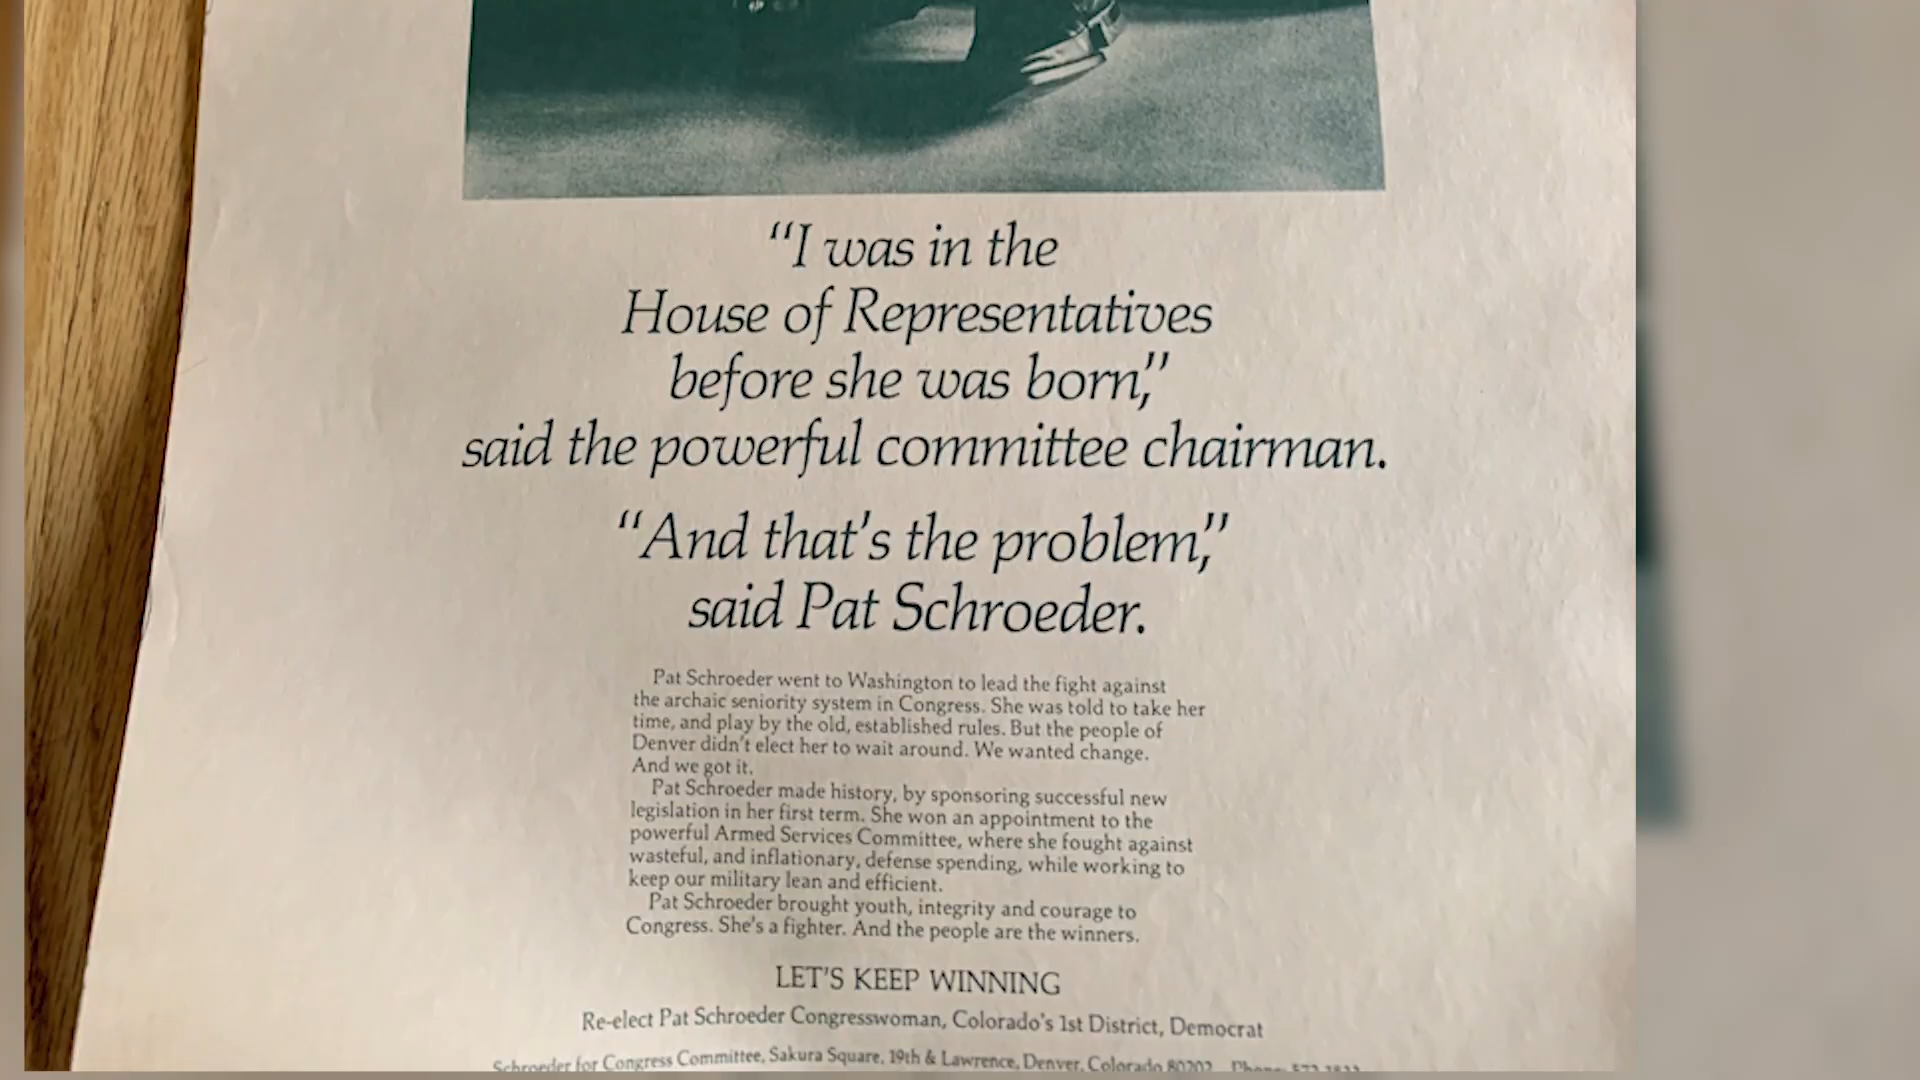 “I was in the
House of Representatives
before she was born,”
said the powerful committee chairman.
“And that's the problem,”
said Pat Schroeder.
Pat Schroeder went to Washington to lead the fight against
the archaic seniority system in Congress. She was told to take her
time, and play by the old, established rules. But the people of
Denver didn't elect her to wait around. We wanted change.
And we got it.
Pat Schroeder made history, by sponsoring successful new
legislation in her first term. She won an appointment to the
powerful Armed Services Committee, where she fought against
wasteful, and inflationary, defense spending, while working to
keep our military lean and efficient.
Pat Schroeder brought youth, integrity and courage to
Congress. She's a fighter. And the people are the winners.
LET'S KEEP WINNING
Re-elect Pat Schroeder Congresswoman, Colorado's 1st District, Democrat
Schroeder for Congress Committee, Sakura Square, 19th & Lawrence, Denver, Colorado 80202 Phone